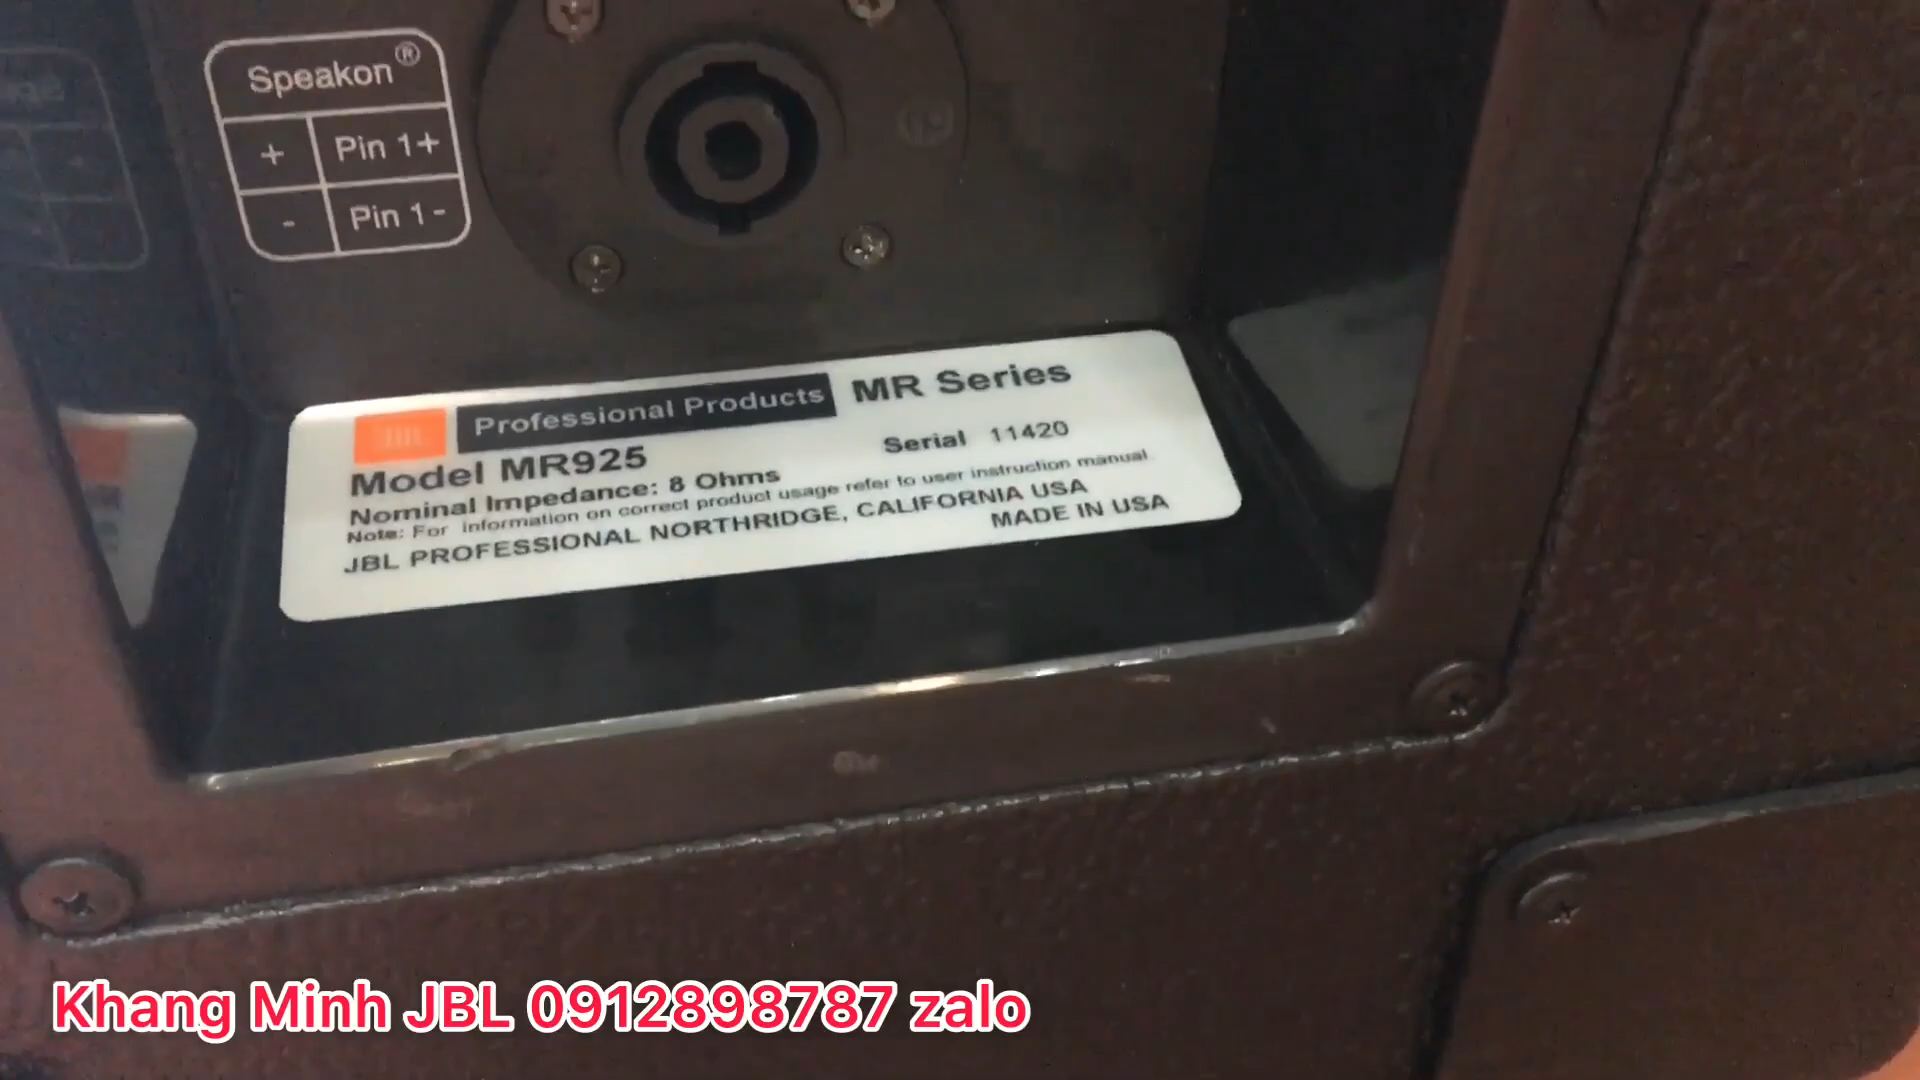 Speakon®
+ Pin 1+
- Pin 1-
JBL Professional Products MR Series
Model MR925 Serial 11420
Nominal Impedance: 8 Ohms
Note: For information on correct product usage refer to user instruction manual
JBL PROFESSIONAL NORTHRIDGE, CALIFORNIA USA
MADE IN USA
Khang Minh JBL 0912898787 zalo